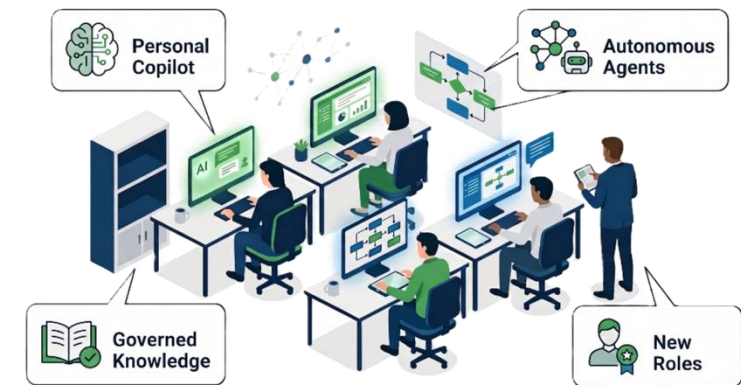 Personal
Copilot
Autonomous
Agents
AI
Governed
Knowledge
New
Roles